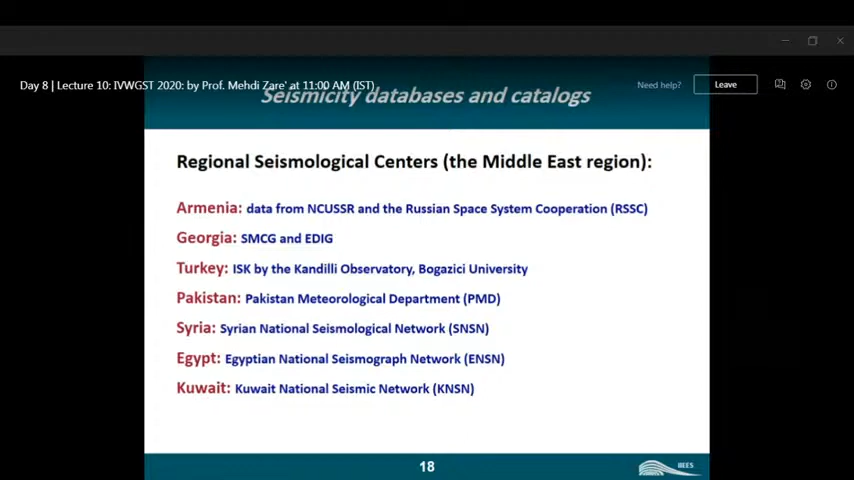 Day 8 | Lecture 10: IVWGST 2020: by Prof. Mehdi Zare' at 11:00 AM (IST)
Need help?
Leave
Seismicity databases and catalogs
Regional Seismological Centers (the Middle East region):
Armenia: data from NCUSSR and the Russian Space System Cooperation (RSSC)
Georgia: SMCG and EDIG
Turkey: ISK by the Kandilli Observatory, Bogazici University
Pakistan: Pakistan Meteorological Department (PMD)
Syria: Syrian National Seismological Network (SNSN)
Egypt: Egyptian National Seismograph Network (ENSN)
Kuwait: Kuwait National Seismic Network (KNSN)
18
IIEES